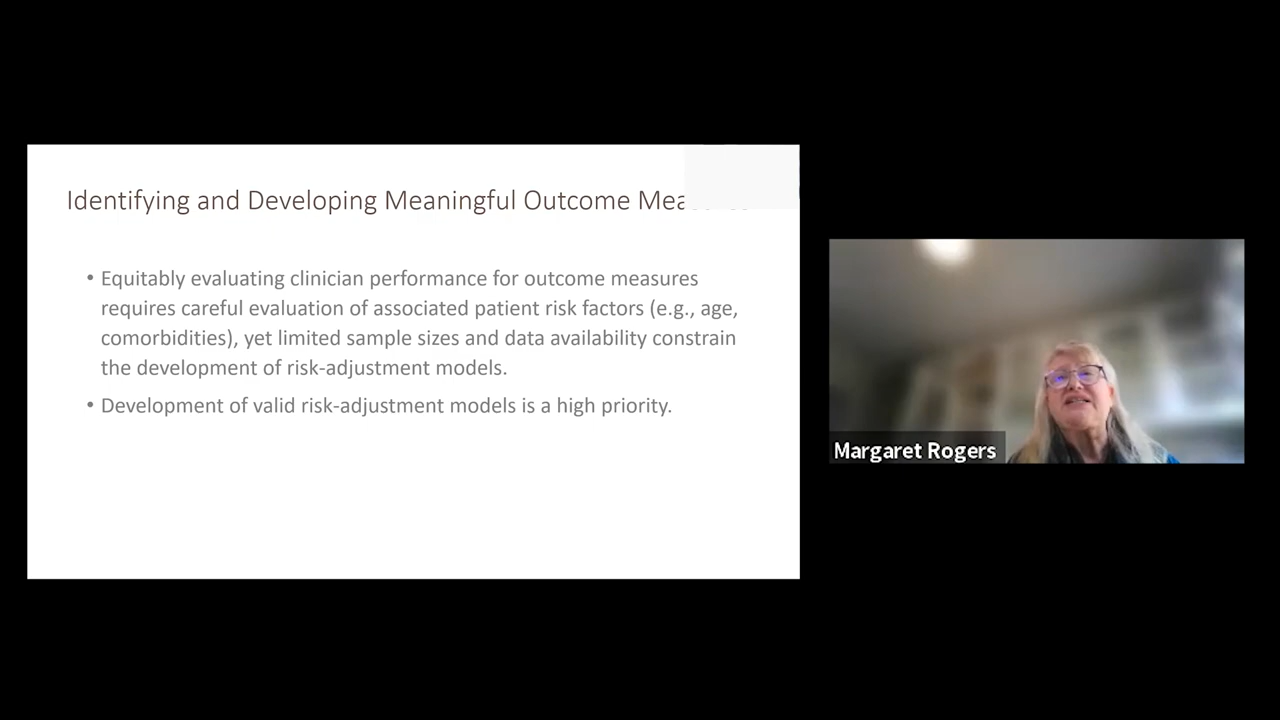 Identifying and Developing Meaningful Outcome
• Equitably evaluating clinician performance for outcome measures
requires careful evaluation of associated patient risk factors (e.g., age,
comorbidities), yet limited sample sizes and data availability constrain
the development of risk-adjustment models.
• Development of valid risk-adjustment models is a high priority.
Margaret Rogers